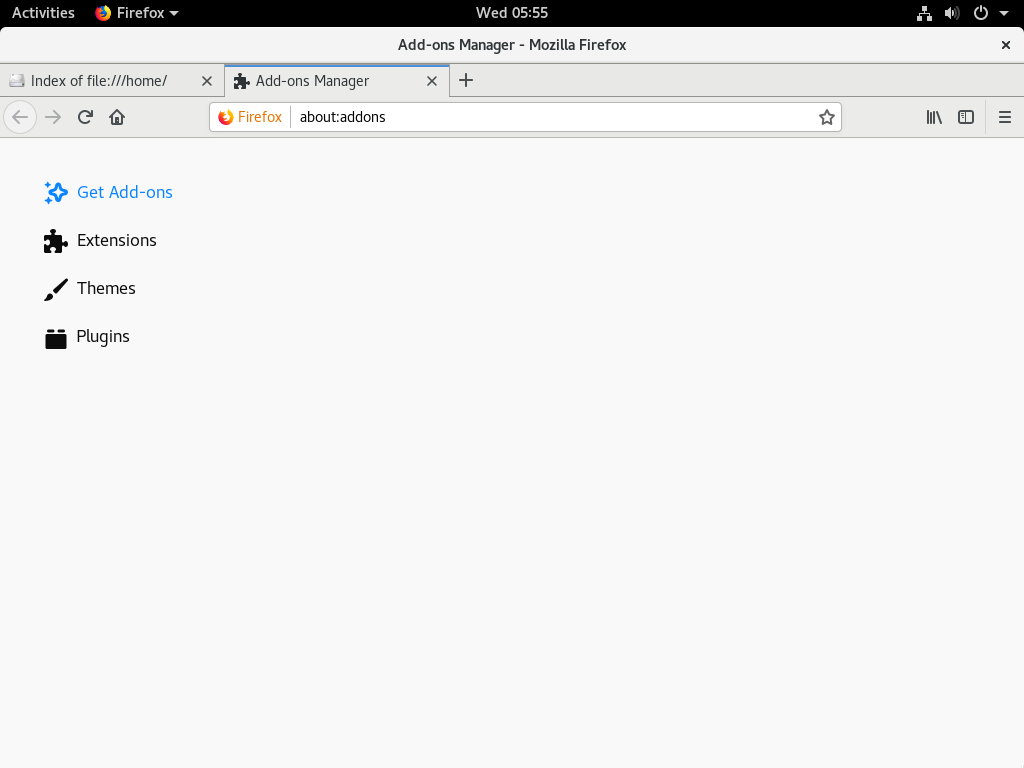 Activities Firefox Wed 05:55
Add-ons Manager - Mozilla Firefox
Index of file:///home/ Add-ons Manager
Firefox about:addons
Get Add-ons
Extensions
Themes
Plugins